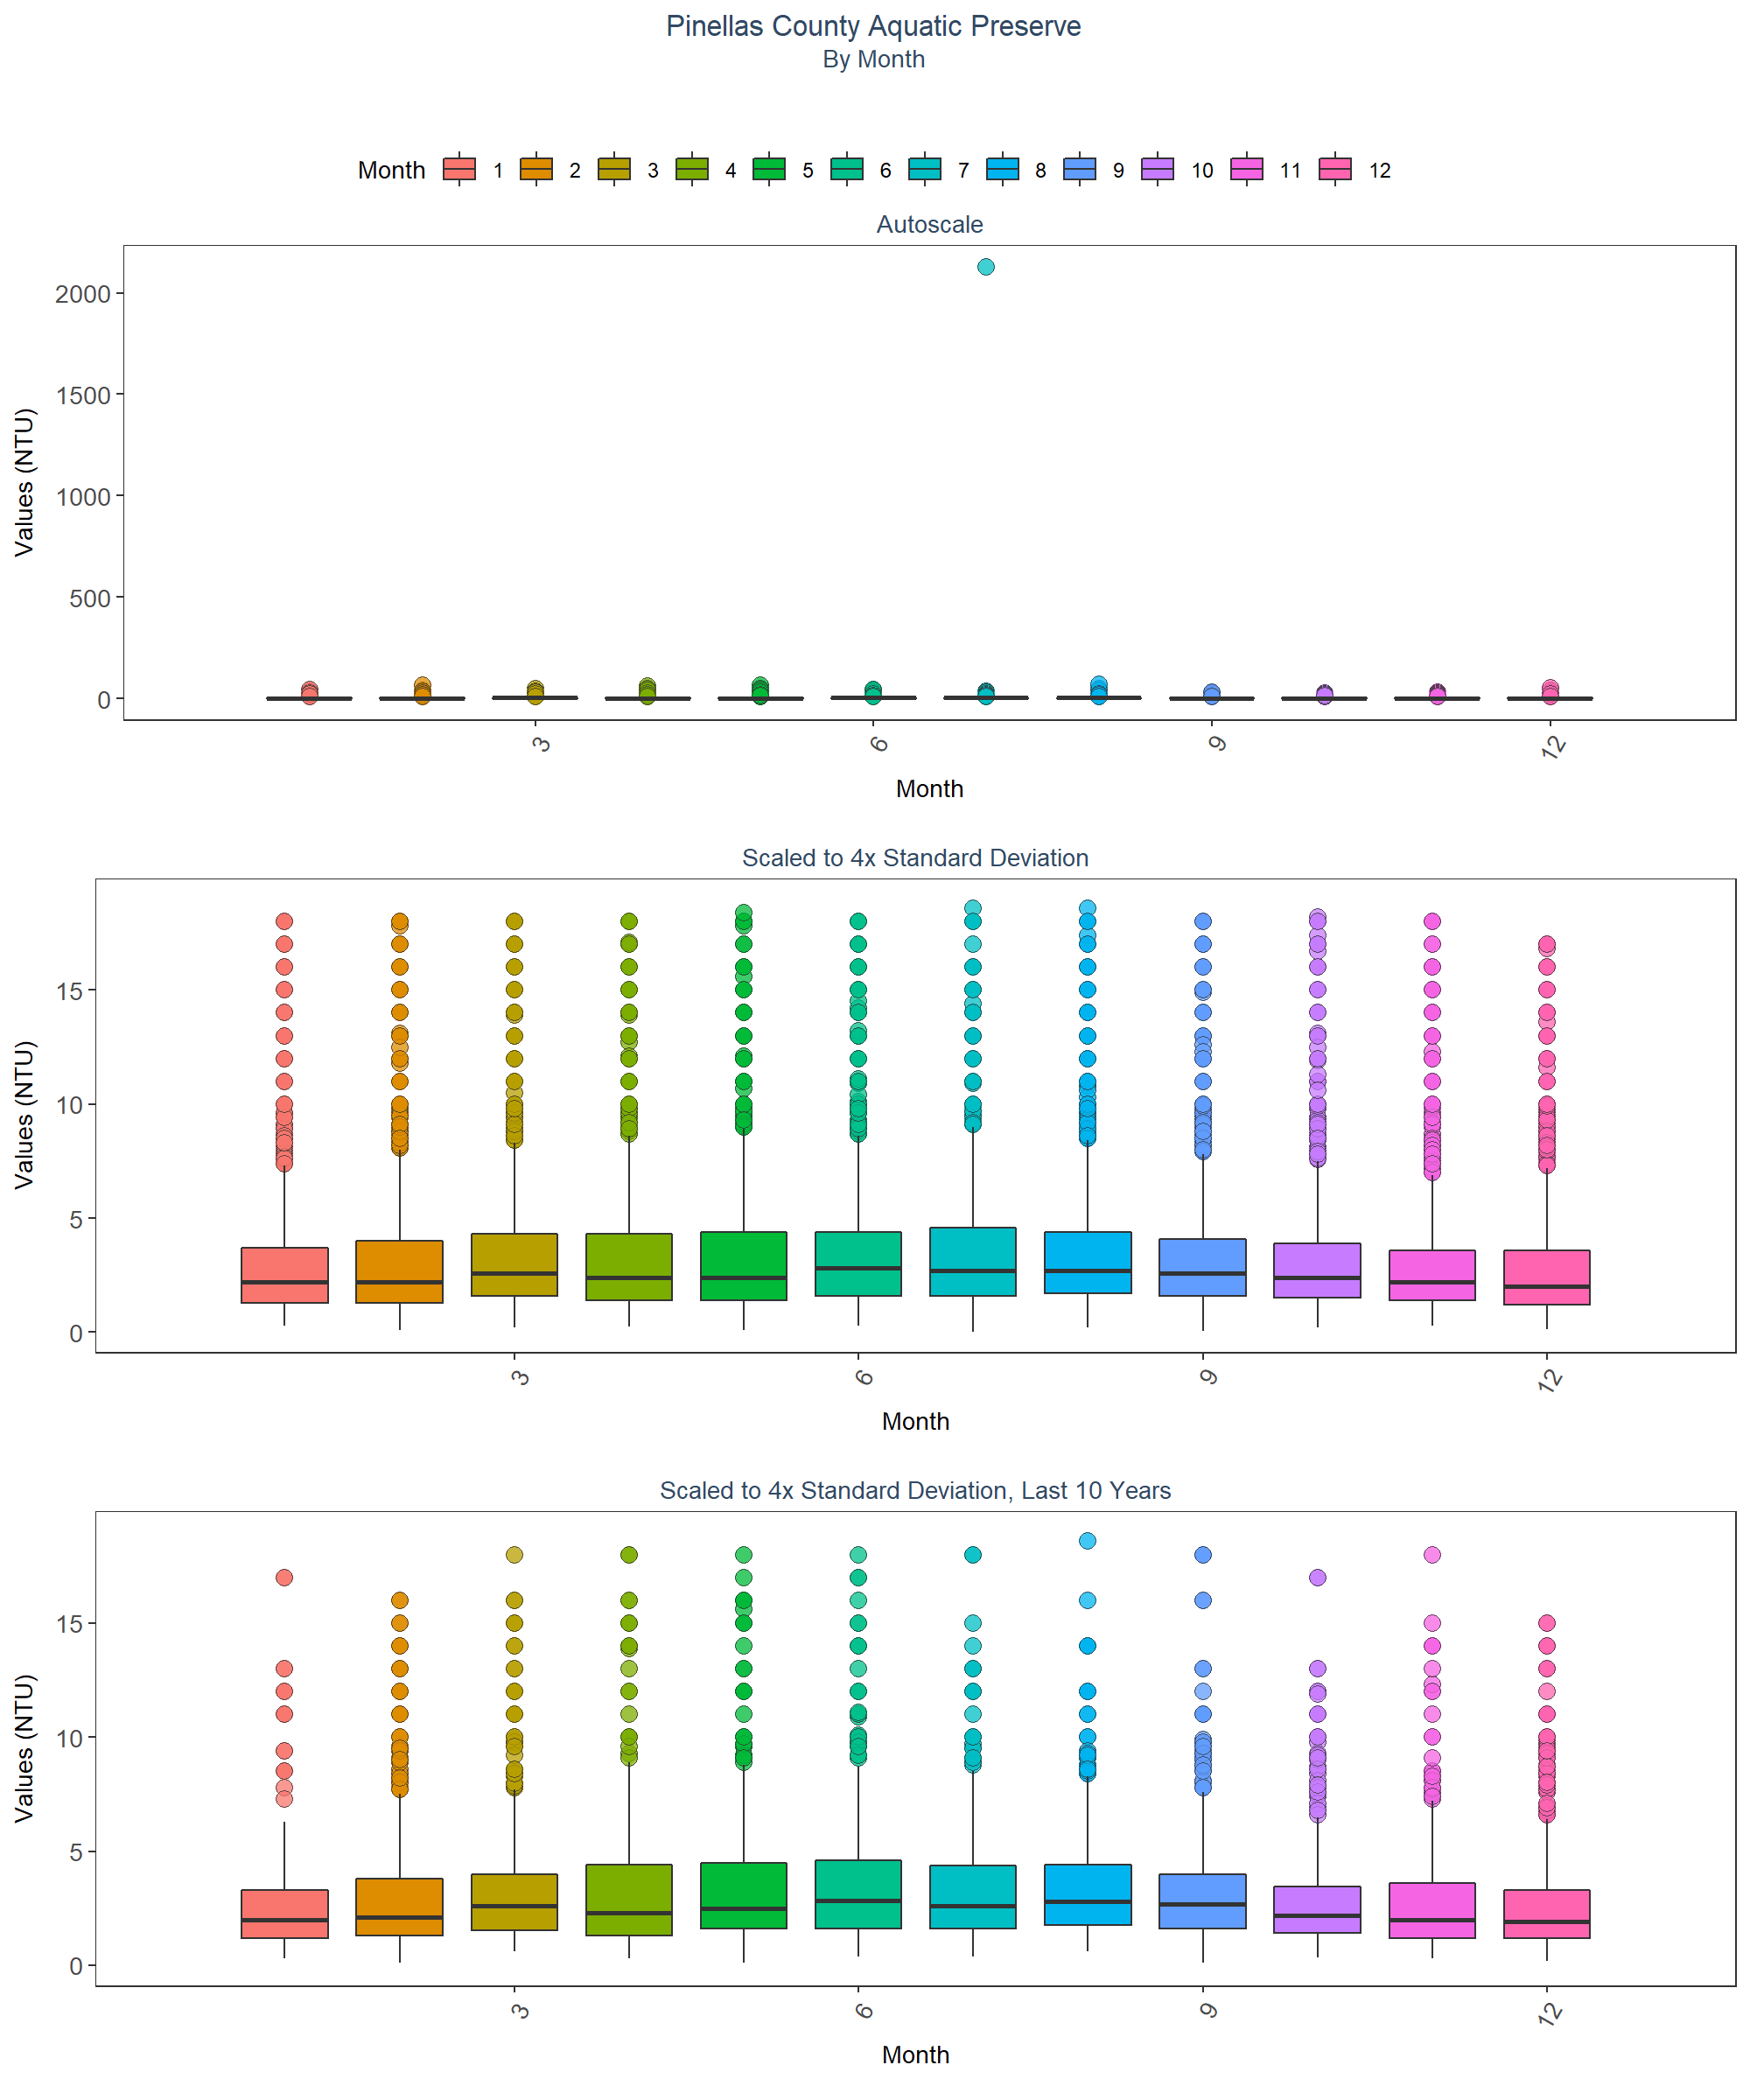 Pinellas County Aquatic Preserve
By Month
Month 1 2 3 4 5 6 7 8 9 10 11 12
Autoscale
Values (NTU)
2000
1500
1000
500
0
3 6 9 12
Month
Scaled to 4x Standard Deviation
Values (NTU)
15
10
5
0
3 6 9 12
Month
Scaled to 4x Standard Deviation, Last 10 Years
Values (NTU)
15
10
5
0
3 6 9 12
Month